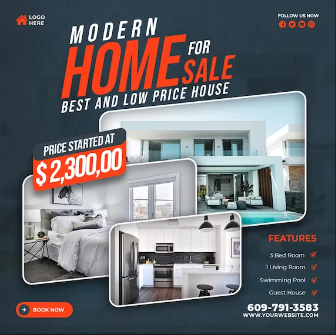 LOGO
HERE
FOLLOW US NOW
MODERN
HOME FOR
SALE
BEST AND LOW PRICE HOUSE
PRICE STARTED AT
$ 2,300,00
FEATURES
3 Bed Room
1 Living Room
Swimming Pool
Guest House
BOOK NOW
609-791-3583
WWW.YOURWEBSITE.COM